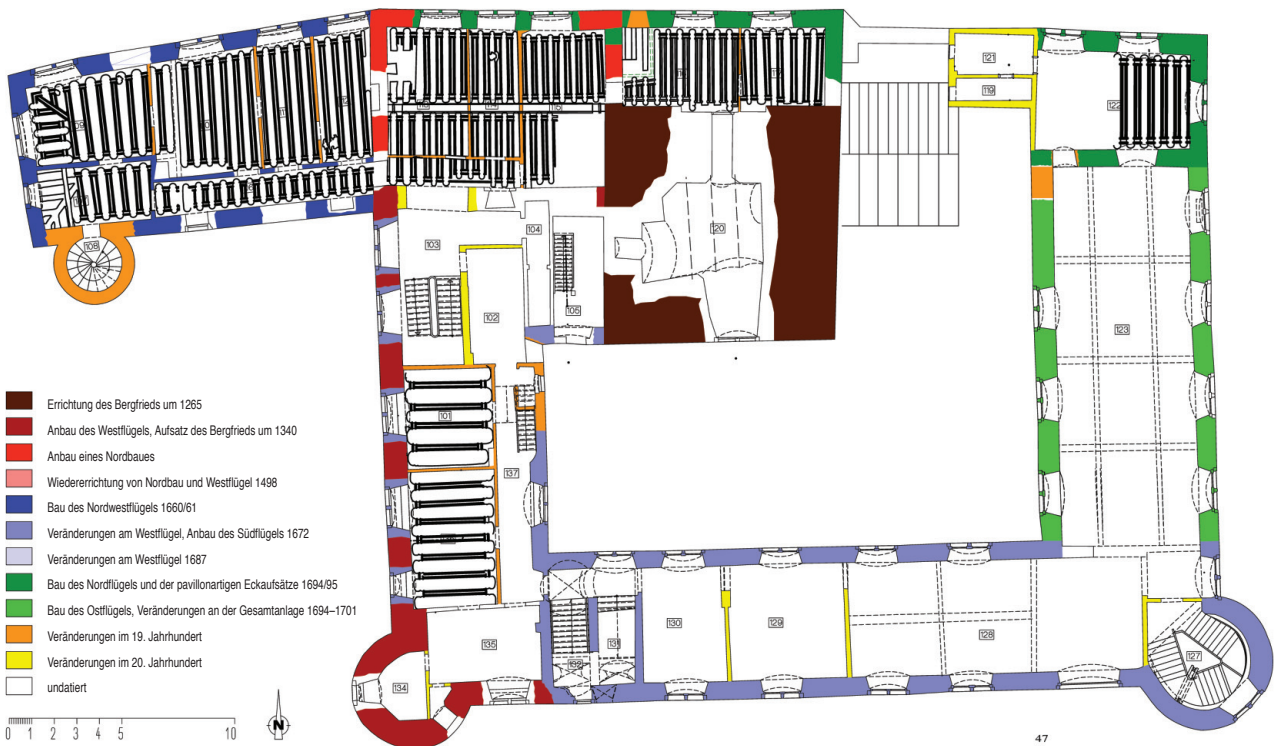 121
119
122
117
115
120
108
103
104
105
102
101
137
123
Errichtung des Bergfrieds um 1265
Anbau des Westflügels, Aufsatz des Bergfrieds um 1340
Anbau eines Nordbaues
Wiedererrichtung von Nordbau und Westflügel 1498
Bau des Nordwestflügels 1660/61
Veränderungen am Westflügel, Anbau des Südflügels 1672
Veränderungen am Westflügel 1687
Bau des Nordflügels und der pavillonartigen Eckaufsätze 1694/95
Bau des Ostflügels, Veränderungen an der Gesamtanlage 1694–1701
Veränderungen im 19. Jahrhundert
Veränderungen im 20. Jahrhundert
undatiert
135
134
132
131
130
129
128
127
0 1 2 3 4 5 10
N
47